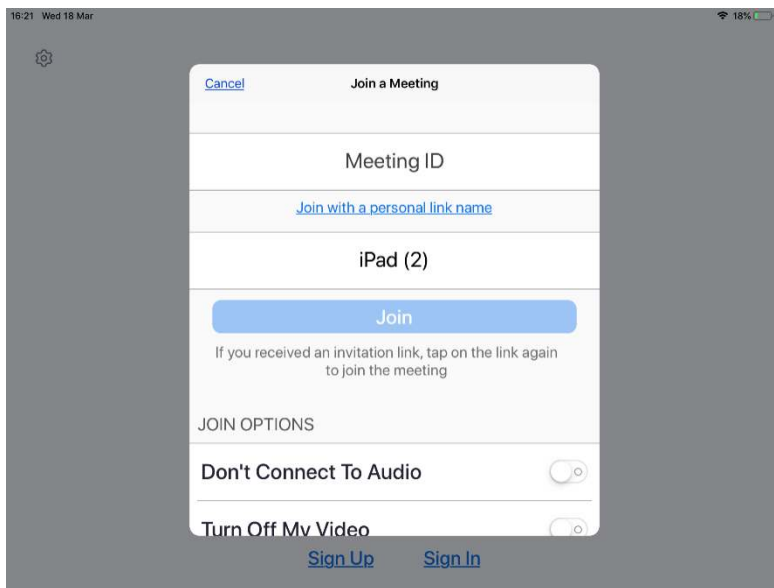 16:21 Wed 18 Mar
18%
Cancel
Join a Meeting
Meeting ID
Join with a personal link name
iPad (2)
Join
If you received an invitation link, tap on the link again
to join the meeting
JOIN OPTIONS
Don't Connect To Audio
Turn Off My Video
Sign Up
Sign In